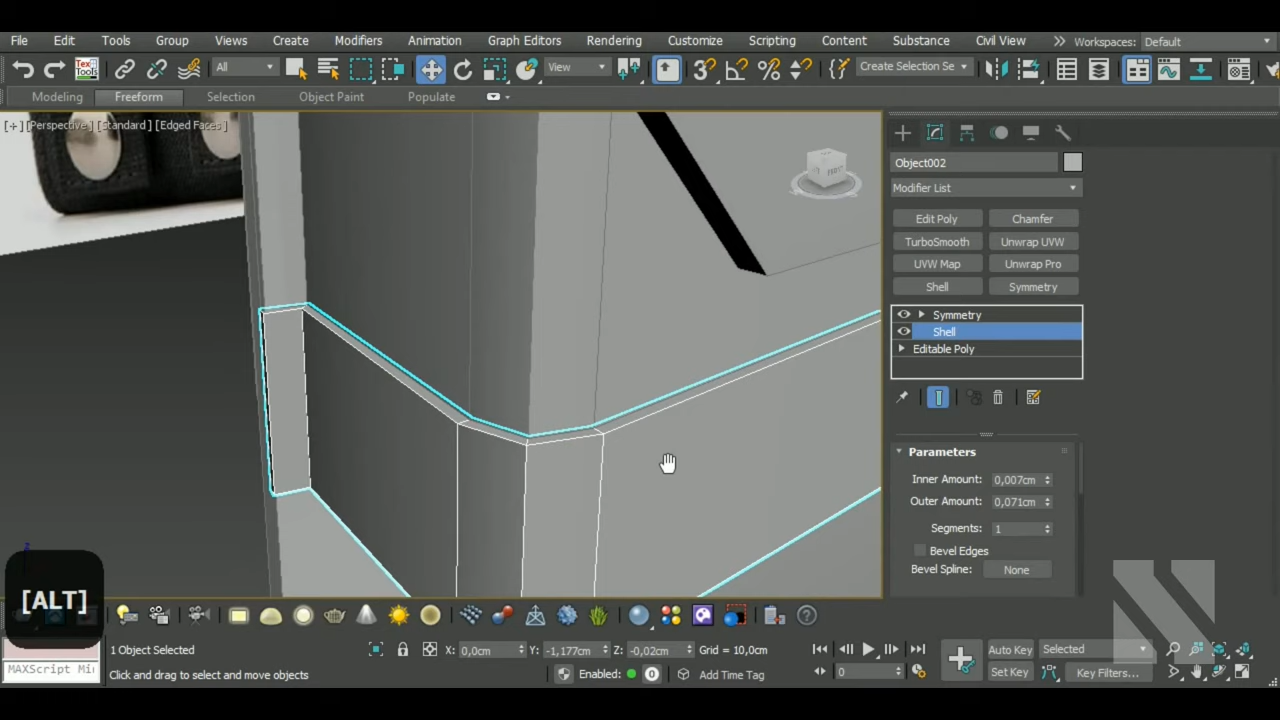 File Edit Tools Group Views Create Modifiers Animation Graph Editors Rendering Customize Scripting Content Substance Civil View Workspaces: Default
Tex Tools All View Create Selection Se
Modeling Freeform Selection Object Paint Populate
[+] [Perspective] [Standard] [Edged Faces]
Object002
Modifier List
Edit Poly Chamfer
TurboSmooth Unwrap UVW
UVW Map Unwrap Pro
Shell Symmetry
Symmetry
Shell
Editable Poly
Parameters
Inner Amount: 0,007cm
Outer Amount: 0,071cm
Segments: 1
Bevel Edges
Bevel Spline: None
[ALT]
1 Object Selected X: 0,0cm Y: -1,177cm Z: -0,02cm Grid = 10,0cm Auto Key Selected
MAXScript Mi Click and drag to select and move objects Enabled: 0 Add Time Tag 0 Set Key Key Filters...